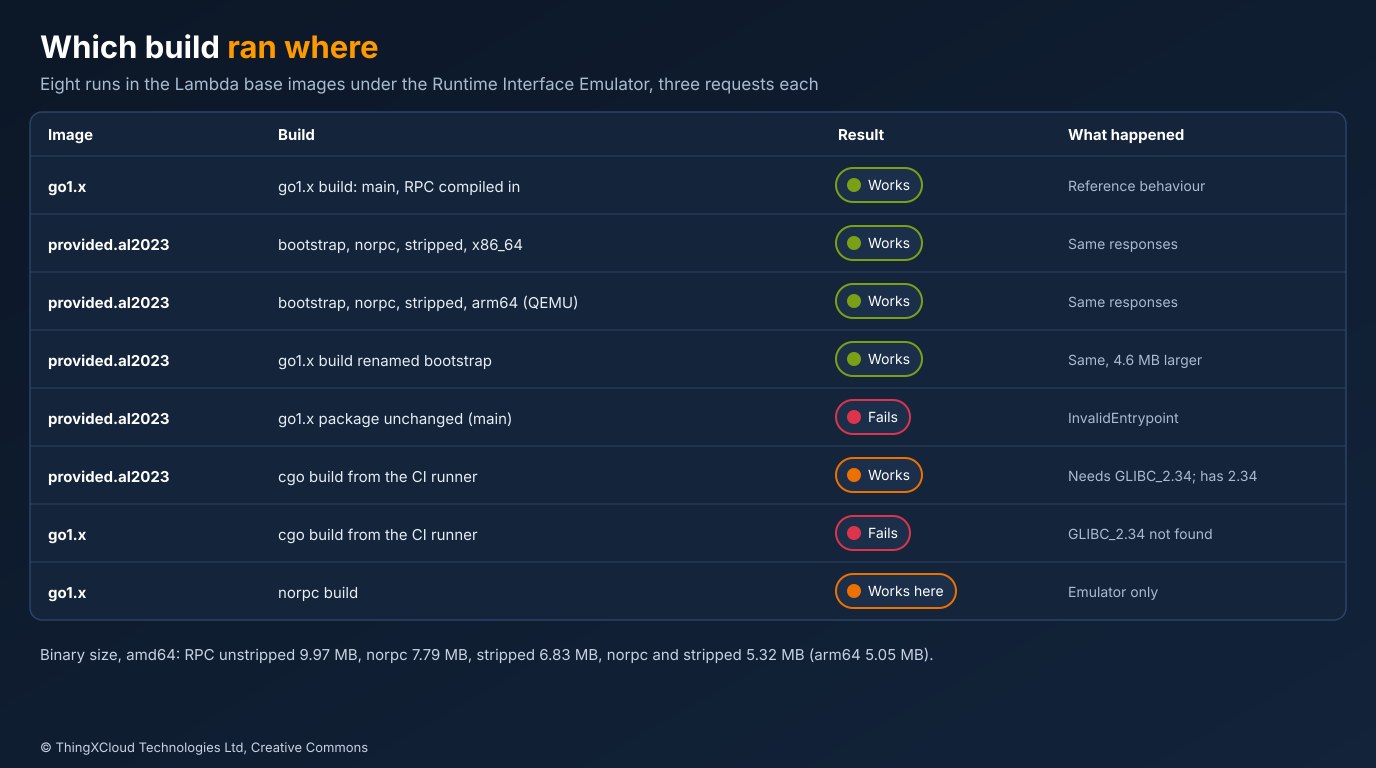 Which build ran where
Eight runs in the Lambda base images under the Runtime Interface Emulator, three requests each
Image Build Result What happened
go1.x go1.x build: main, RPC compiled in Works Reference behaviour
provided.al2023 bootstrap, norpc, stripped, x86_64 Works Same responses
provided.al2023 bootstrap, norpc, stripped, arm64 (QEMU) Works Same responses
provided.al2023 go1.x build renamed bootstrap Works Same, 4.6 MB larger
provided.al2023 go1.x package unchanged (main) Fails InvalidEntrypoint
provided.al2023 cgo build from the CI runner Works Needs GLIBC_2.34; has 2.34
go1.x cgo build from the CI runner Fails GLIBC_2.34 not found
go1.x norpc build Works here Emulator only
Binary size, amd64: RPC unstripped 9.97 MB, norpc 7.79 MB, stripped 6.83 MB, norpc and stripped 5.32 MB (arm64 5.05 MB).
© ThingXCloud Technologies Ltd, Creative Commons